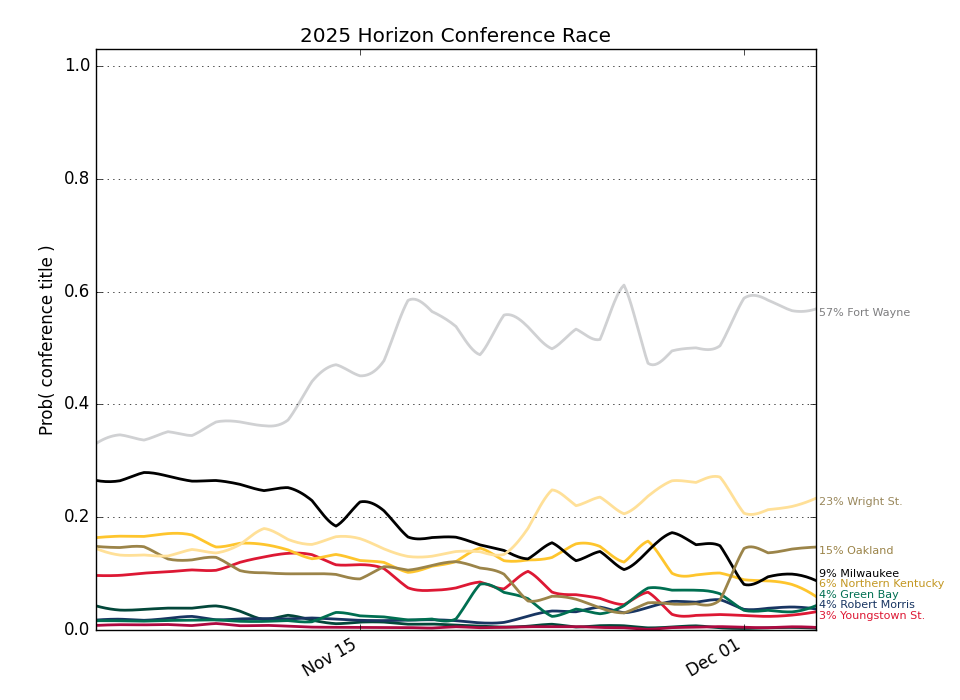 2025 Horizon Conference Race
Prob( conference title )
1.0
0.8
0.6
0.4
0.2
0.0
Nov 15
Dec 01
57% Fort Wayne
23% Wright St.
15% Oakland
9% Milwaukee
6% Northern Kentucky
4% Green Bay
4% Robert Morris
3% Youngstown St.